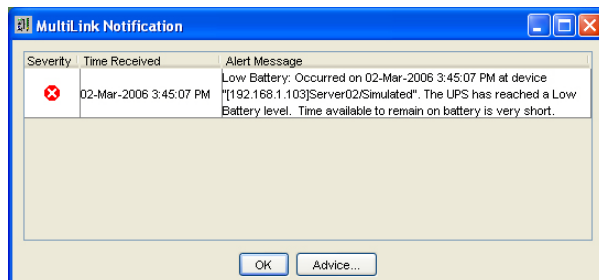 MultiLink Notification
Severity Time Received Alert Message
Low Battery: Occurred on 02-Mar-2006 3:45:07 PM at device
02-Mar-2006 3:45:07 PM "[192.168.1.103]Server02/Simulated". The UPS has reached a Low
Battery level. Time available to remain on battery is very short.
OK Advice...